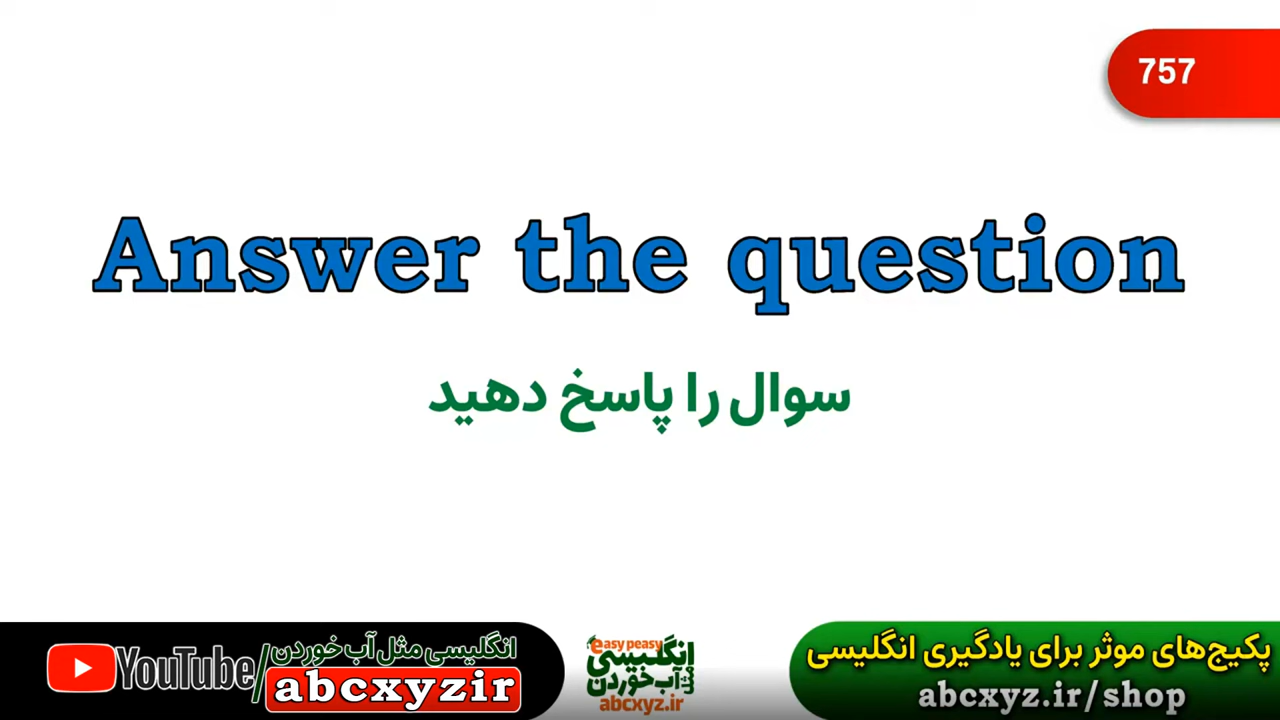 757
Answer the question
سوال را پاسخ دهید
YouTube/
انگلیسی مثل آب خوردن
abcxyzir
easy peasy
انگلیسی
مثل آب خوردن
abcxyz.ir
پکیج‌های موثر برای یادگیری انگلیسی
abcxyz.ir/shop